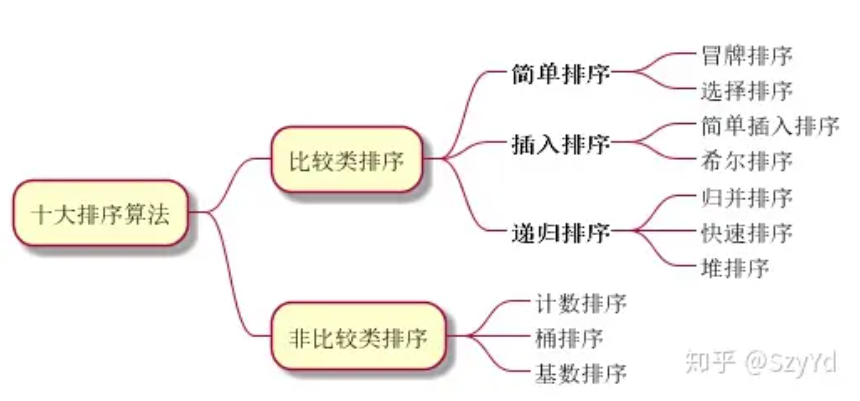 十大排序算法
比较类排序
简单排序
冒牌排序
选择排序
插入排序
简单插入排序
希尔排序
递归排序
归并排序
快速排序
堆排序
非比较类排序
计数排序
桶排序
基数排序
知乎 @SzyYd